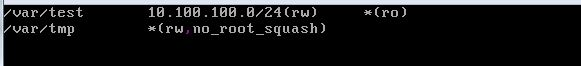 /var/test 10.100.100.0/24(rw) *(ro)
/var/tmp *(rw,no_root_squash)